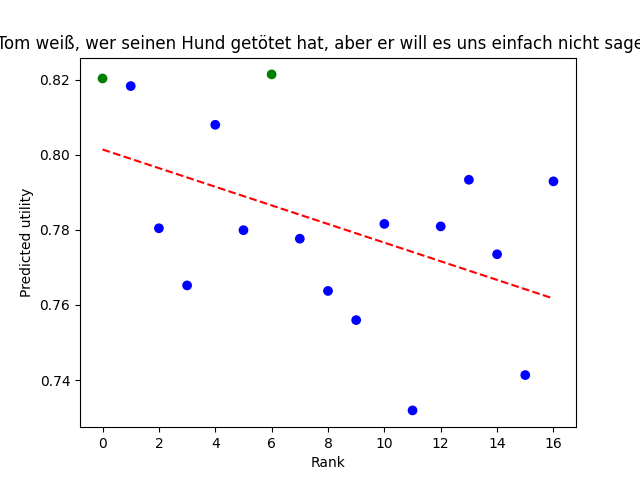 Tom weiß, wer seinen Hund getötet hat, aber er will es uns einfach nicht sage
0.82
0.80
0.78
0.76
0.74
Predicted utility
0 2 4 6 8 10 12 14 16
Rank